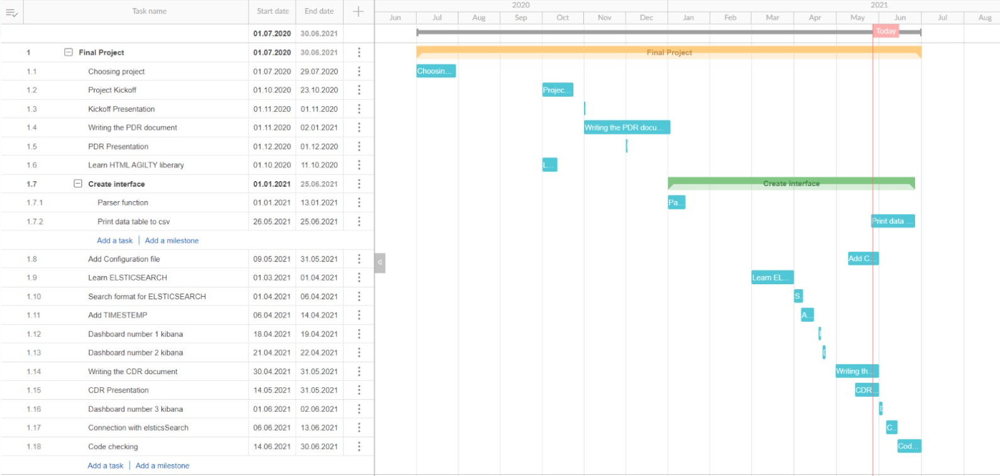 2020 2021
Task name Start date End date Jun Jul Aug Sep Oct Nov Dec Jan Feb Mar Apr May Jun Jul Aug
01.07.2020 30.06.2021 Today
1 Final Project 01.07.2020 30.06.2021 Final Project
1.1 Choosing project 01.07.2020 29.07.2020 Choosin...
1.2 Project Kickoff 01.10.2020 23.10.2020 Projec...
1.3 Kickoff Presentation 01.11.2020 01.11.2020
1.4 Writing the PDR document 01.11.2020 02.01.2021 Writing the PDR docu...
1.5 PDR Presentation 01.12.2020 01.12.2020
1.6 Learn HTML AGILTY liberary 01.10.2020 11.10.2020 L...
1.7 Create interface 01.01.2021 25.06.2021 Create interface
1.7.1 Parser function 01.01.2021 13.01.2021 Pa...
1.7.2 Print data table to csv 26.05.2021 25.06.2021 Print data ...
Add a task Add a milestone
1.8 Add Configuration file 09.05.2021 31.05.2021 Add C...
1.9 Learn ELSTICSEARCH 01.03.2021 01.04.2021 Learn EL...
1.10 Search format for ELSTICSEARCH 01.04.2021 06.04.2021 S..
1.11 Add TIMESTEMP 06.04.2021 14.04.2021 A...
1.12 Dashboard number 1 kibana 18.04.2021 19.04.2021
1.13 Dashboard number 2 kibana 21.04.2021 22.04.2021
1.14 Writing the CDR document 30.04.2021 31.05.2021 Writing th...
1.15 CDR Presentation 14.05.2021 31.05.2021 CDR...
1.16 Dashboard number 3 kibana 01.06.2021 02.06.2021
1.17 Connection with elsticsSearch 06.06.2021 13.06.2021 C..
1.18 Code checking 14.06.2021 30.06.2021 Cod...
Add a task Add a milestone